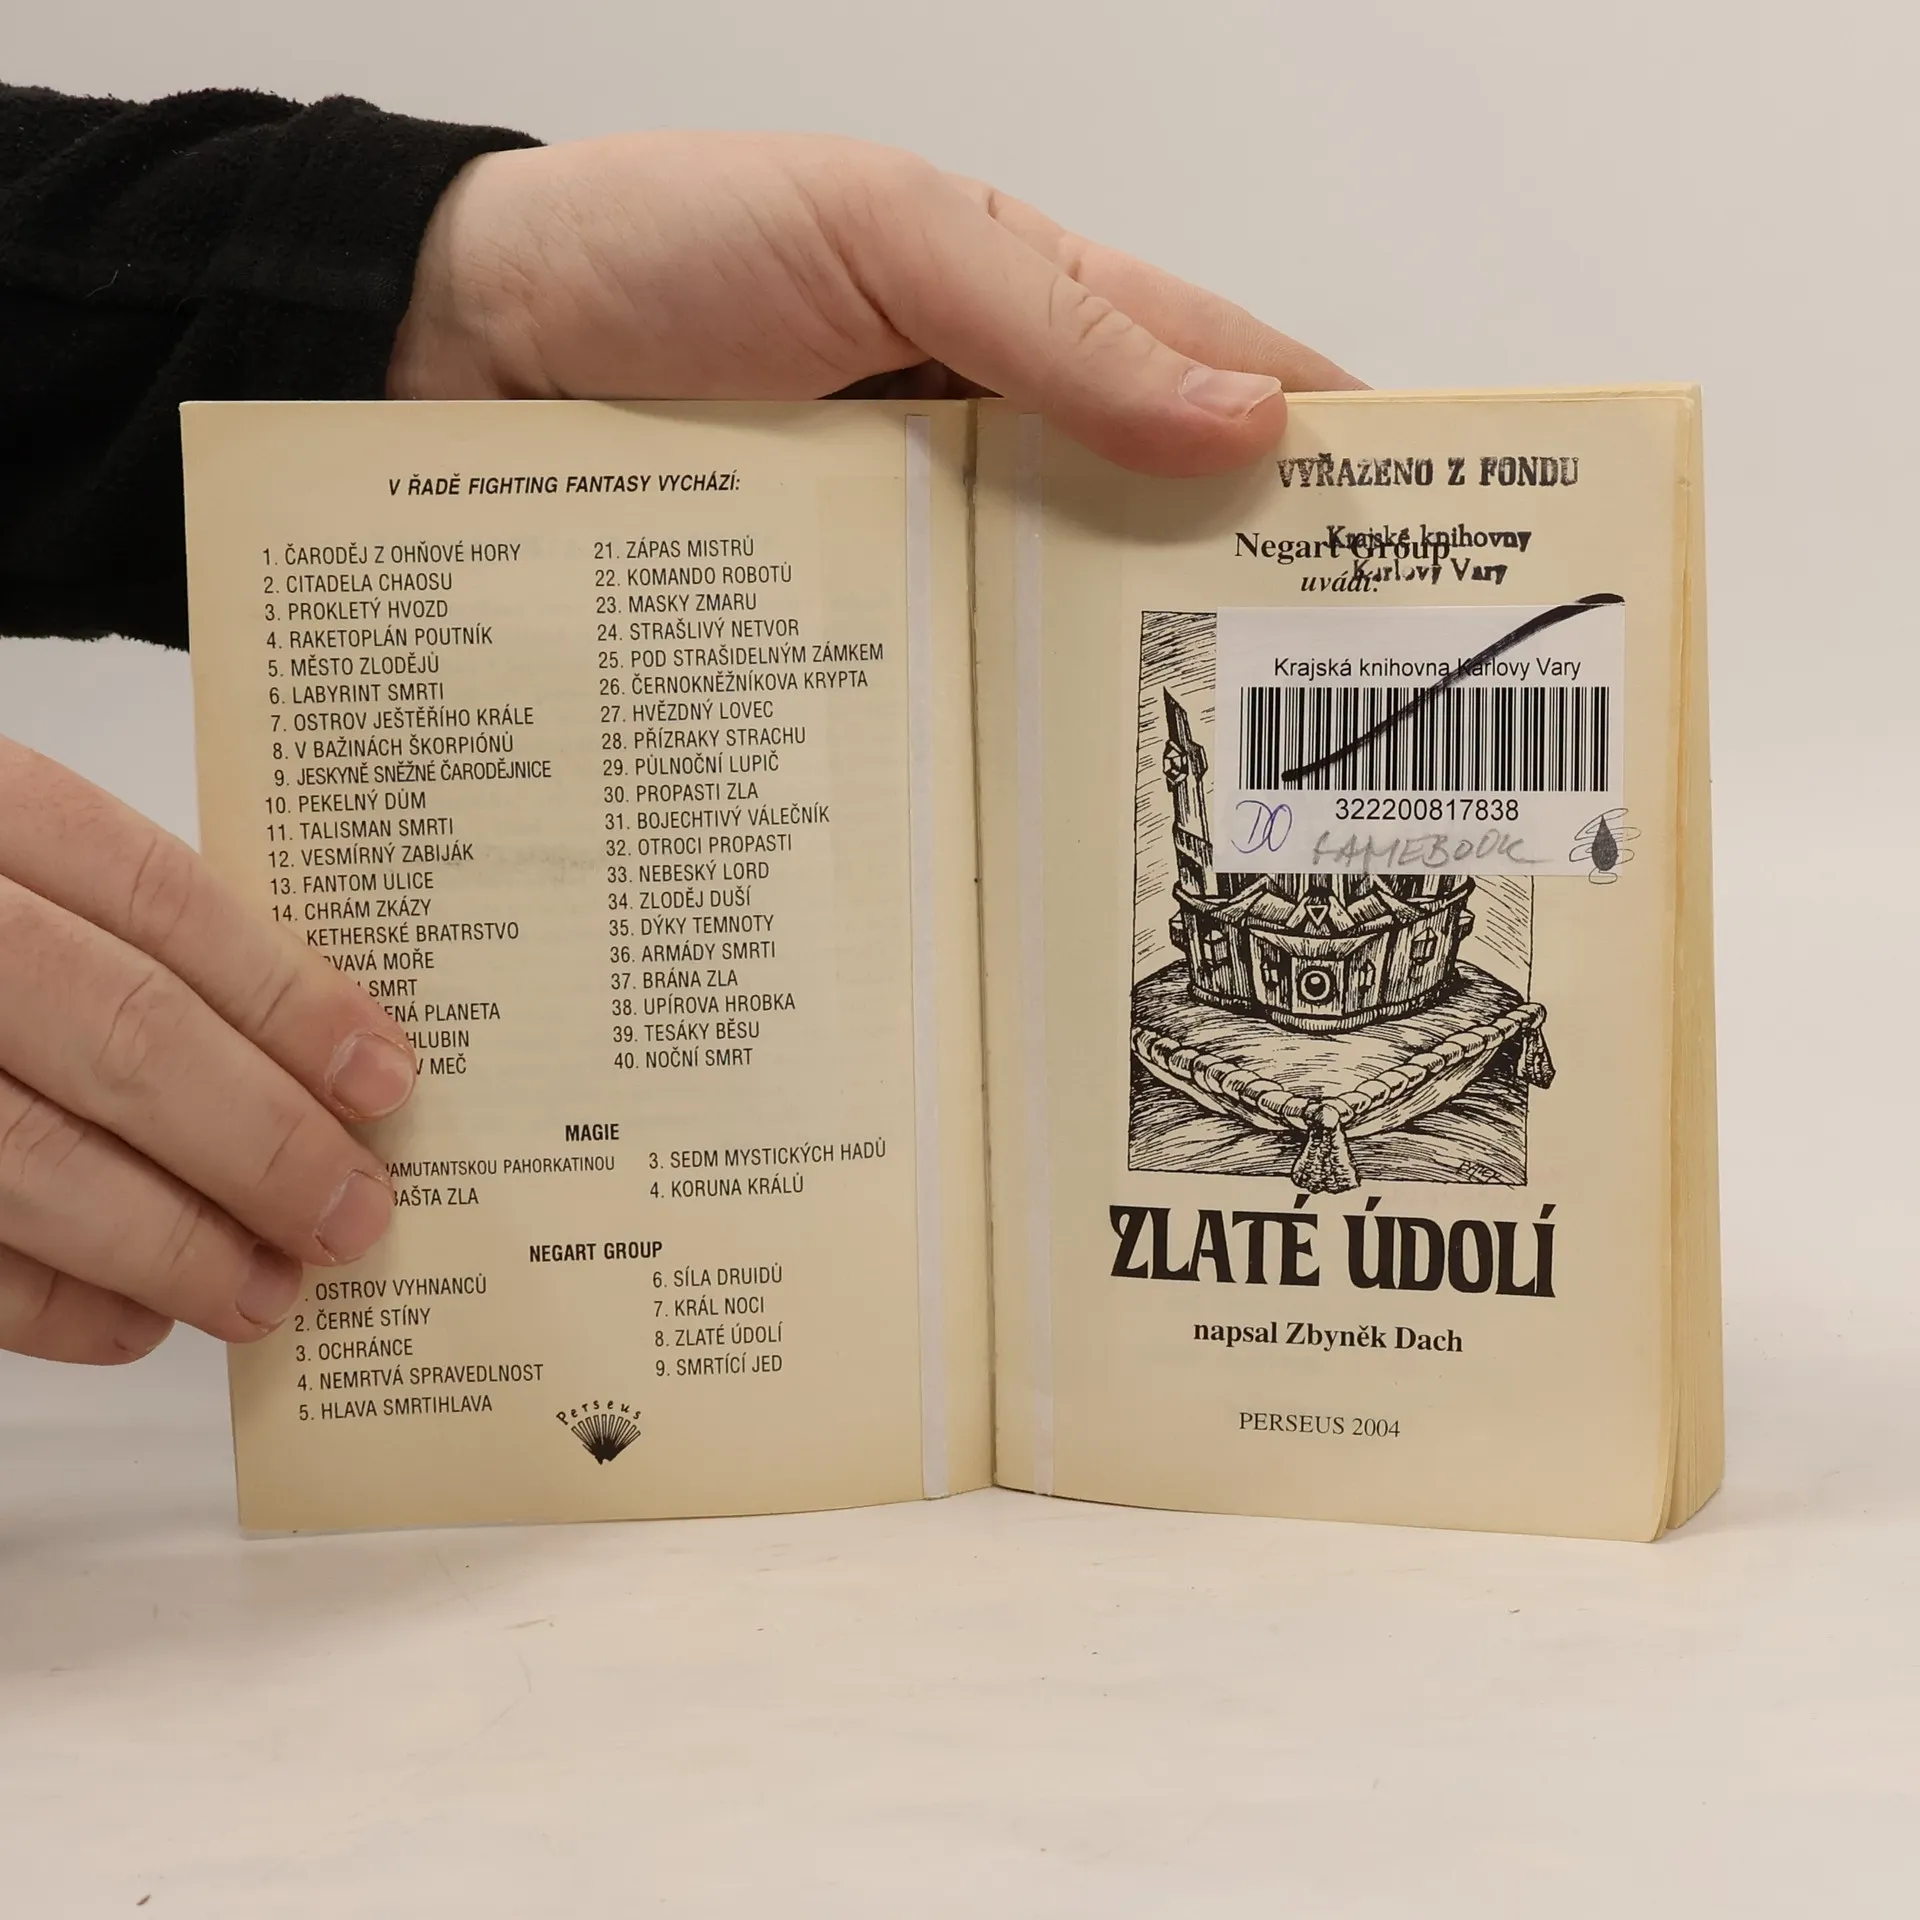 V ŘADĚ FIGHTING FANTASY VYCHÁZÍ:
1. ČARODĚJ Z OHŇOVÉ HORY
2. CITADELA CHAOSU
3. PROKLETÝ HVOZD
4. RAKETOPLÁN POUTNÍK
5. MĚSTO ZLODĚJŮ
6. LABYRINT SMRTI
7. OSTROV JEŠTĚŘÍHO KRÁLE
8. V BAŽINÁCH ŠKORPIÓNŮ
9. JESKYNĚ SNĚŽNÉ ČARODĚJNICE
10. PEKELNÝ DŮM
11. TALISMAN SMRTI
12. VESMÍRNÝ ZABIJÁK
13. FANTOM ULICE
14. CHRÁM ZKÁZY
KETHERSKÉ BRATRSTVO
MOŘE
SMRT
PLANETA
HLUBIN
MEČ
21. ZÁPAS MISTRŮ
22. KOMANDO ROBOTŮ
23. MASKY ZMARU
24. STRAŠLIVÝ NETVOR
25. POD STRAŠIDELNÝM ZÁMKEM
26. ČERNOKNĚŽNÍKOVA KRYPTA
27. HVĚZDNÝ LOVEC
28. PŘÍZRAKY STRACHU
29. PŮLNOČNÍ LUPIČ
30. PROPASTI ZLA
31. BOJECHTIVÝ VÁLEČNÍK
32. OTROCI PROPASTI
33. NEBESKÝ LORD
34. ZLODĚJ DUŠÍ
35. DÝKY TEMNOTY
36. ARMÁDY SMRTI
37. BRÁNA ZLA
38. UPÍROVA HROBKA
39. TESÁKY BĚSU
40. NOČNÍ SMRT
MAGIE
PAHORKATINOU
BAŠTA ZLA
3. SEDM MYSTICKÝCH HADŮ
4. KORUNA KRÁLŮ
NEGART GROUP
OSTROV VYHNANCŮ
2. ČERNÉ STÍNY
3. OCHRÁNCE
4. NEMRTVÁ SPRAVEDLNOST
5. HLAVA SMRTIHLAVA
6. SÍLA DRUIDŮ
7. KRÁL NOCI
8. ZLATÉ ÚDOLÍ
9. SMRTÍCÍ JED
Perseus
VYŘAZENO Z FONDU
Krajské knihovny
Karlovy Vary
Negart Group
uvádí:
Krajská knihovna Karlovy Vary
322200817838
DO
GAMEBOOK
ZLATÉ ÚDOLÍ
napsal Zbyněk Dach
PERSEUS 2004